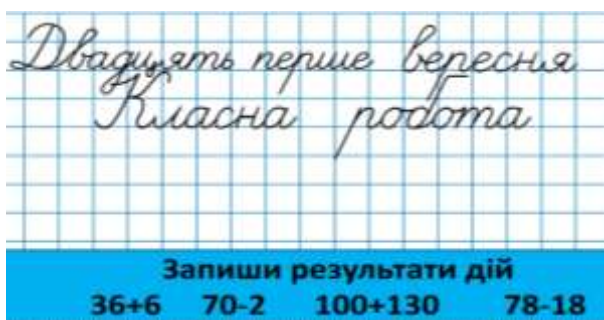 Двадцять перше вересня
Класна робота
Запиши результати дій
36+6 70-2 100+130 78-18